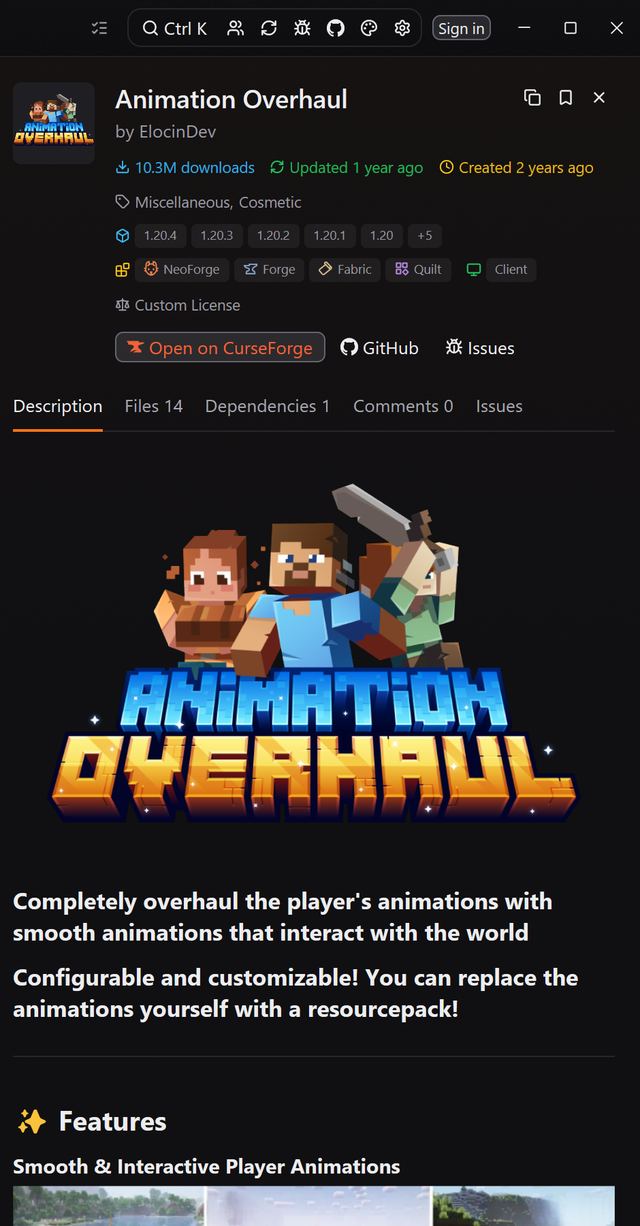 Ctrl K
Sign in
ANIMATION
OVERHAUL
Animation Overhaul
by ElocinDev
10.3M downloads Updated 1 year ago Created 2 years ago
Miscellaneous, Cosmetic
1.20.4 1.20.3 1.20.2 1.20.1 1.20 +5
NeoForge Forge Fabric Quilt Client
Custom License
Open on CurseForge GitHub Issues
Description Files 14 Dependencies 1 Comments 0 Issues
ANIMATION
OVERHAUL
Completely overhaul the player's animations with
smooth animations that interact with the world
Configurable and customizable! You can replace the
animations yourself with a resourcepack!
Features
Smooth & Interactive Player Animations